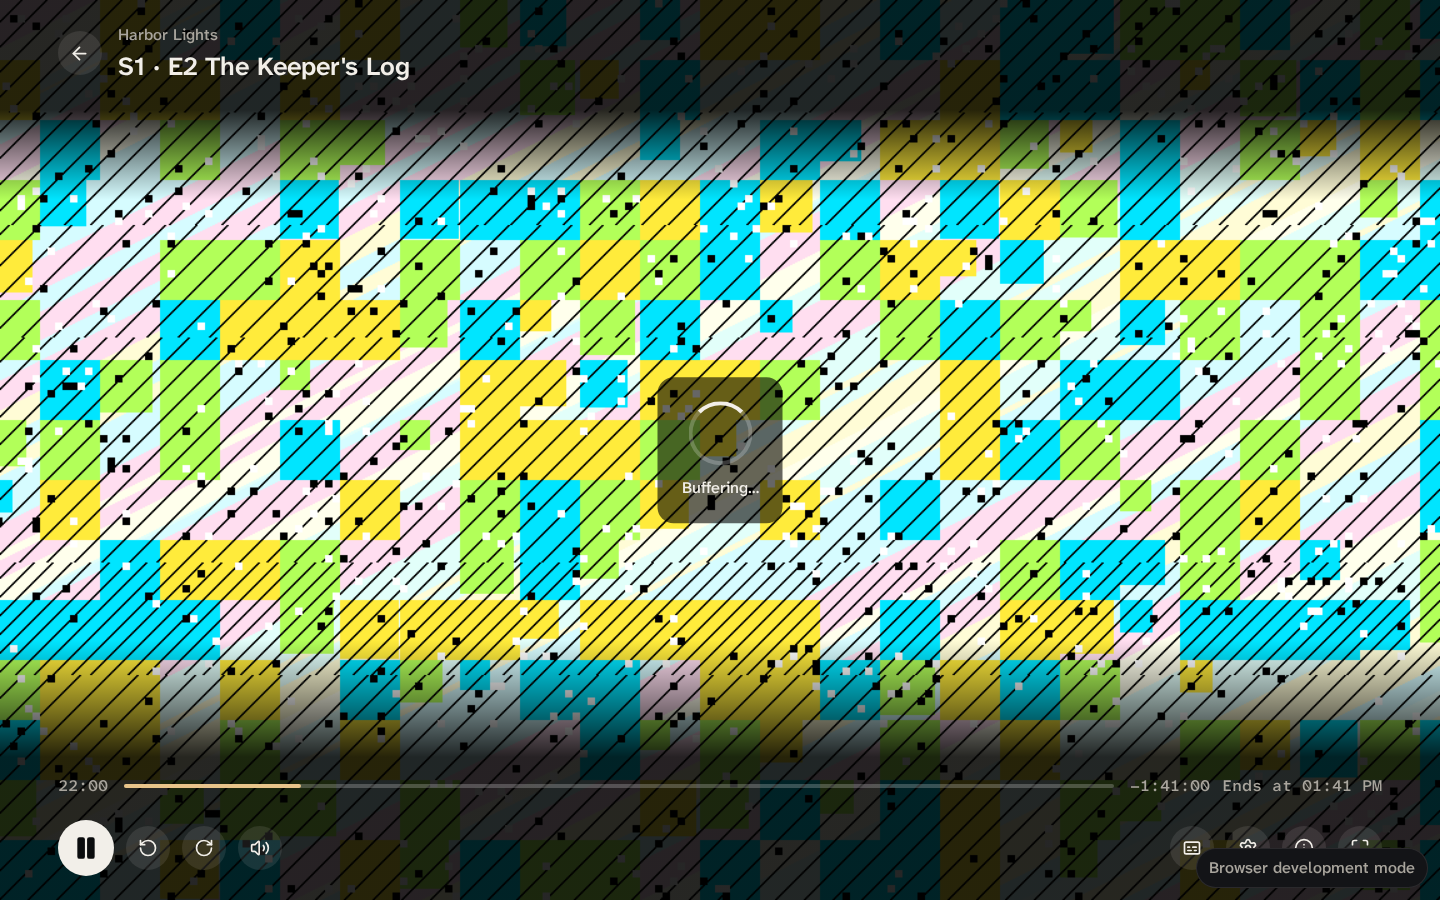 Harbor Lights
S1 · E2 The Keeper's Log
Buffering…
22:00
−1:41:00 Ends at 01:41 PM
Browser development mode